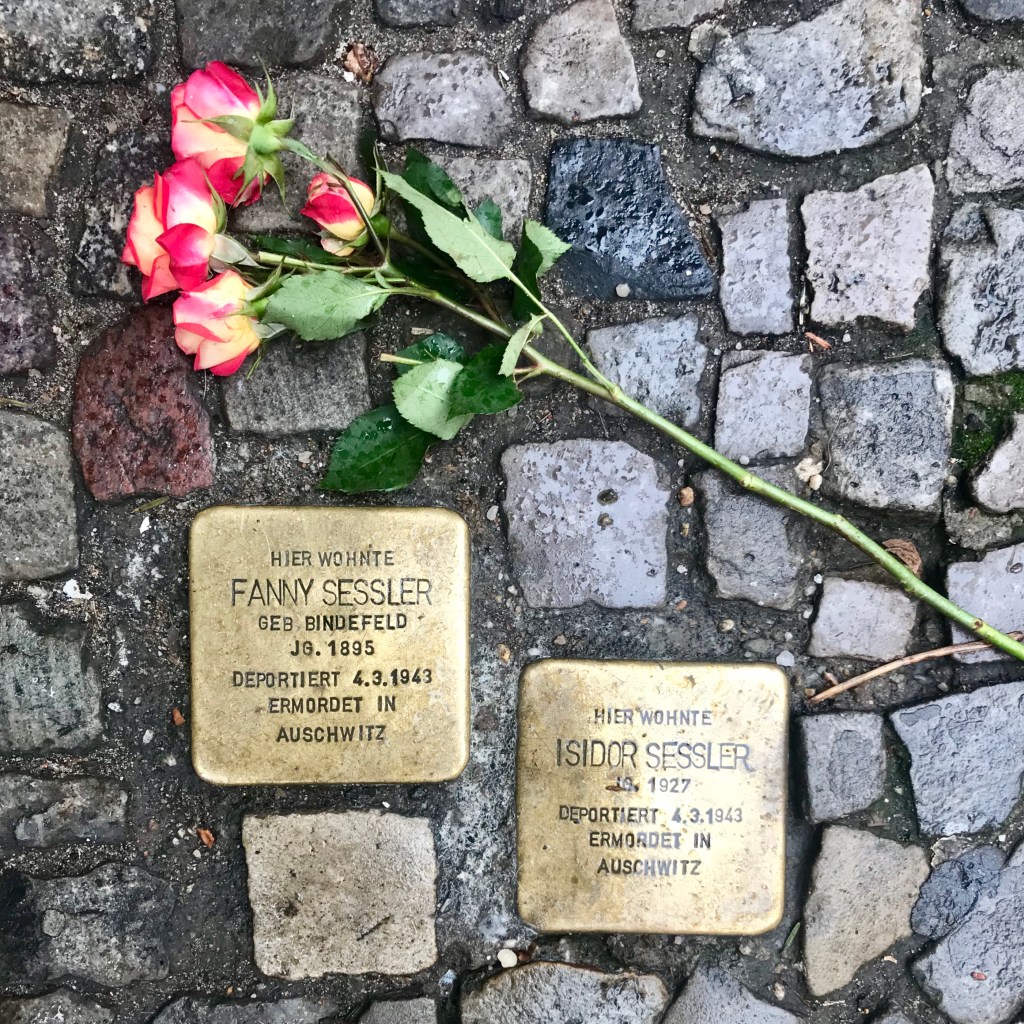 HIER WOHNTE
FANNY SESSLER
GEB. BINDEFELD
JG. 1895
DEPORTIERT 4.3.1943
ERMORDET IN
AUSCHWITZ
HIER WOHNTE
ISIDOR SESSLER
JG. 1927
DEPORTIERT 4.3.1943
ERMORDET IN
AUSCHWITZ